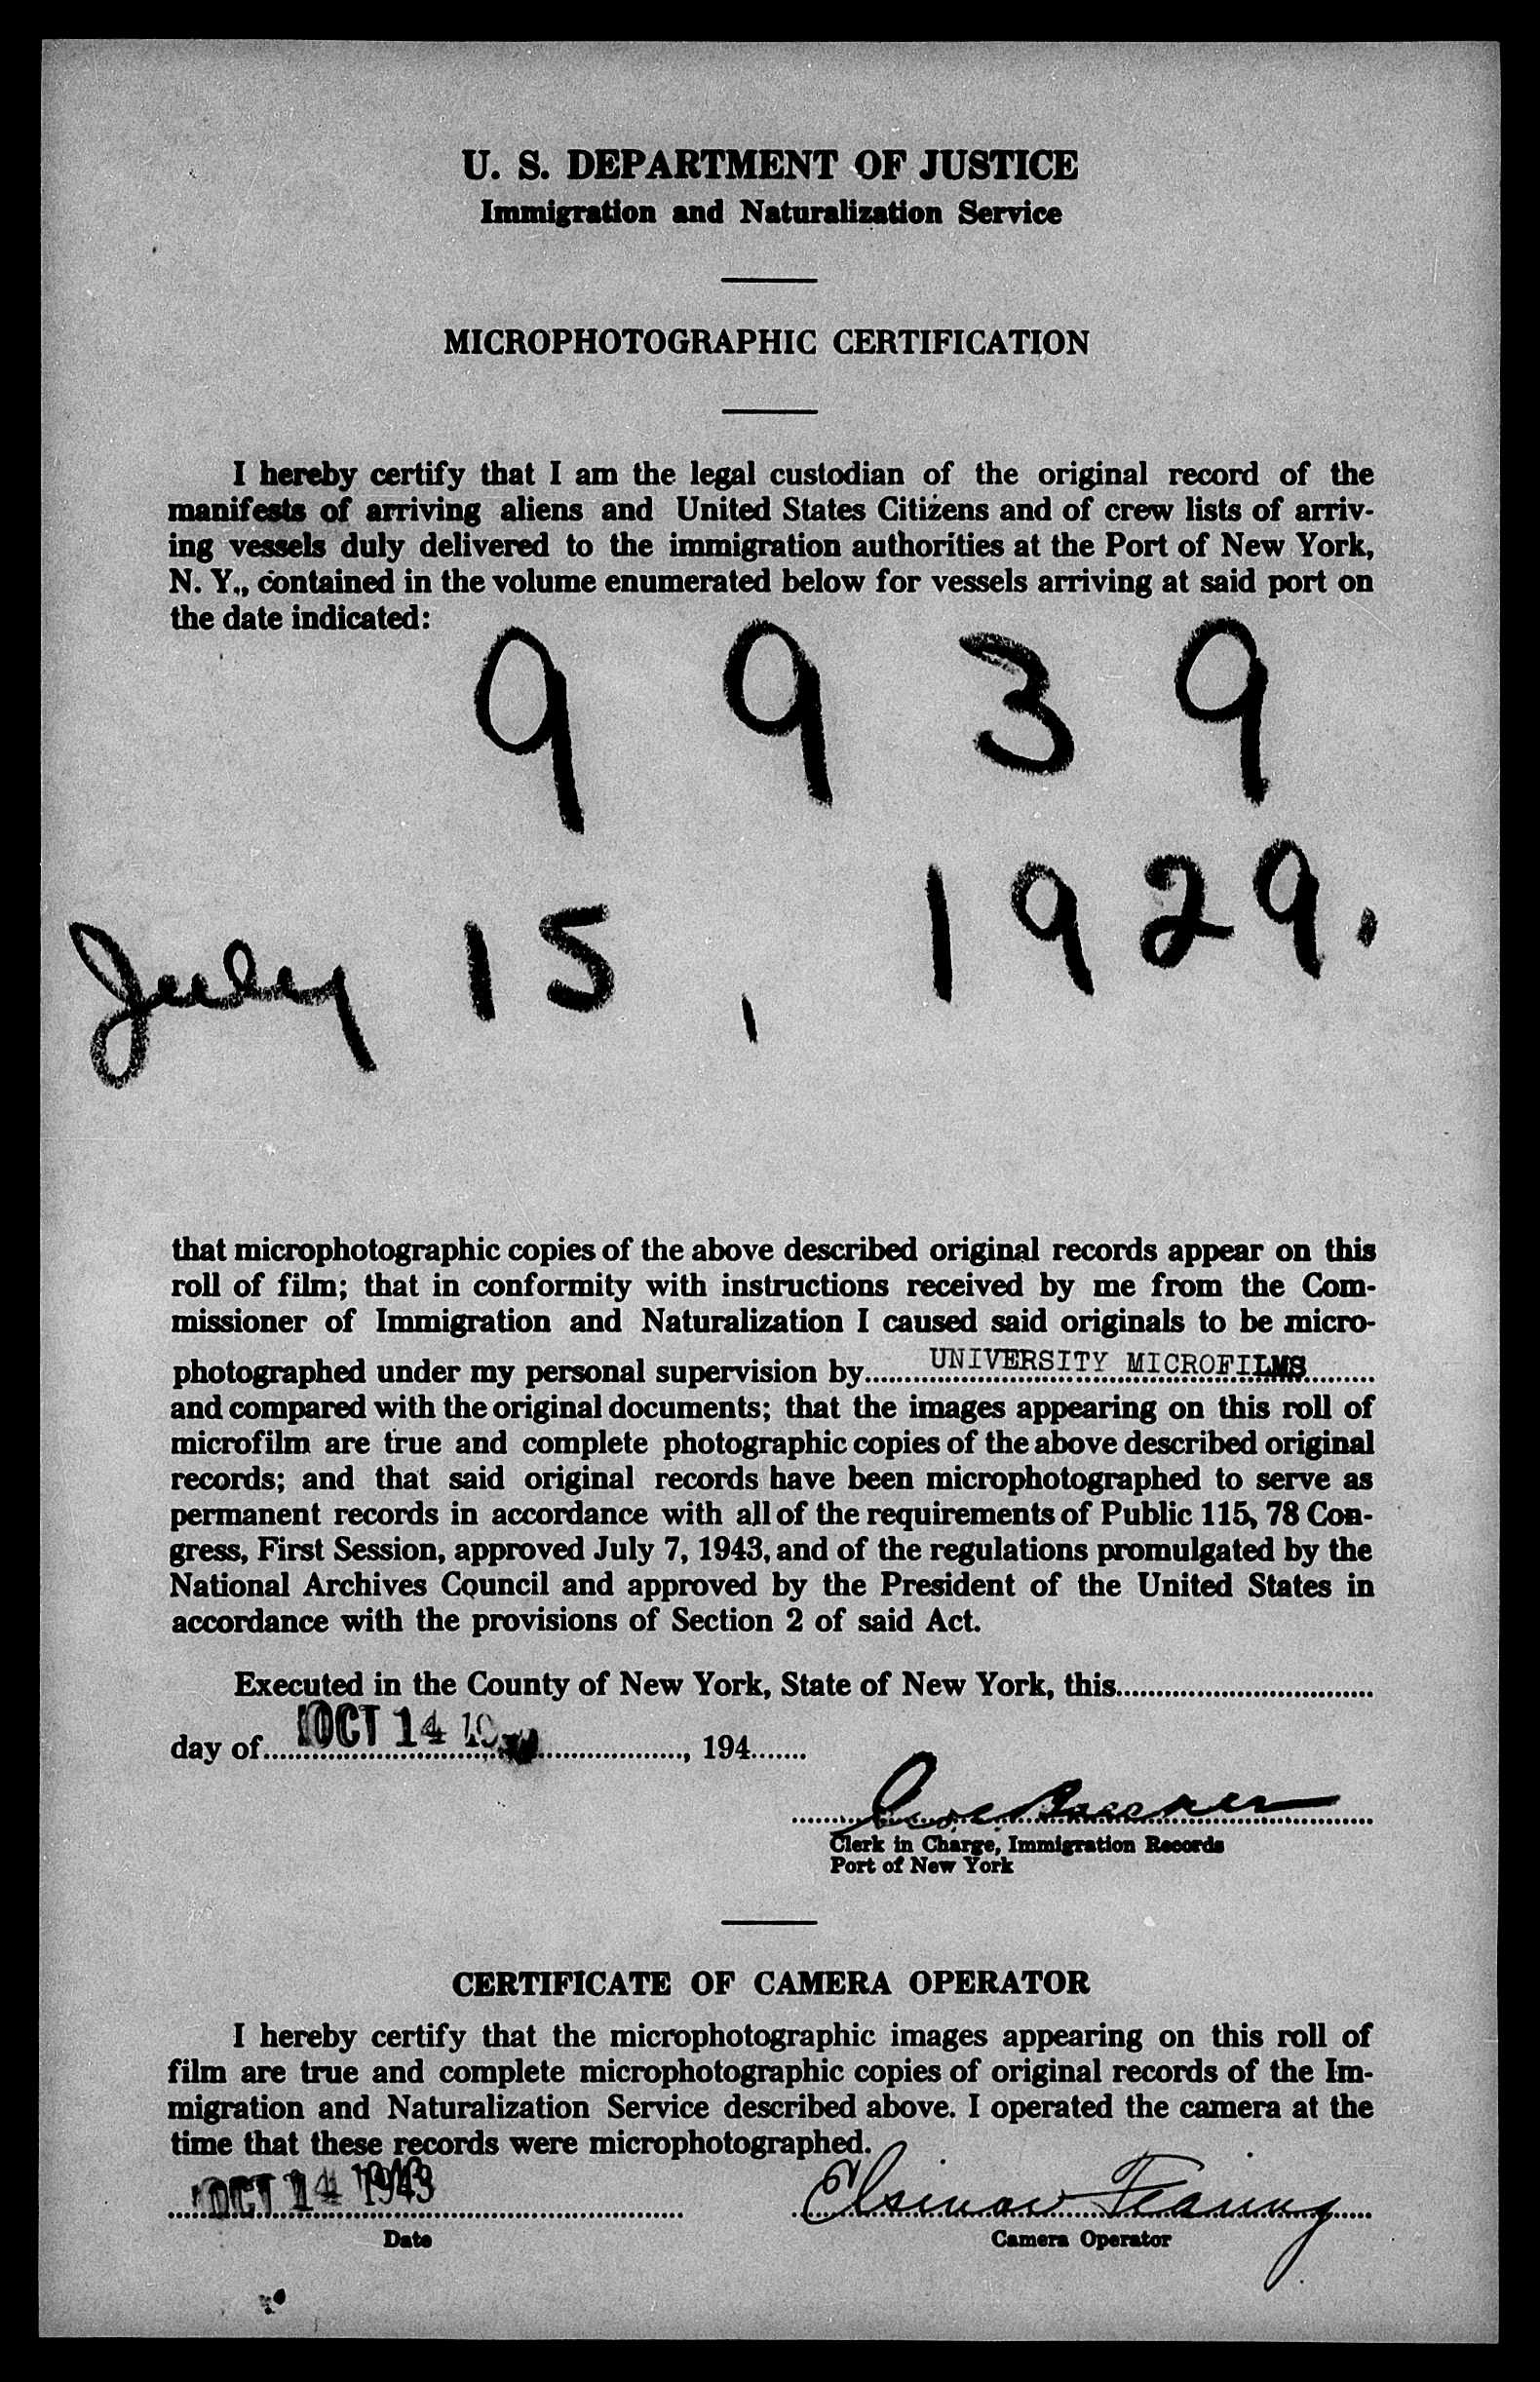 U. S. DEPARTMENT OF JUSTICE
Immigration and Naturalization Service
MICROPHOTOGRAPHIC CERTIFICATION
I hereby certify that I am the legal custodian of the original record of the
manifests of arriving aliens and United States Citizens and of crew lists of arriv-
ing vessels duly delivered to the immigration authorities at the Port of New York,
N. Y., contained in the volume enumerated below for vessels arriving at said port on
the date indicated:
9 9 3 9
July 15, 1929.
that microphotographic copies of the above described original records appear on this
roll of film; that in conformity with instructions received by me from the Com-
missioner of Immigration and Naturalization I caused said originals to be micro-
photographed under my personal supervision by UNIVERSITY MICROFILMS
and compared with the original documents; that the images appearing on this roll of
microfilm are true and complete photographic copies of the above described original
records; and that said original records have been microphotographed to serve as
permanent records in accordance with all of the requirements of Public 115, 78 Con-
gress, First Session, approved July 7, 1943, and of the regulations promulgated by the
National Archives Council and approved by the President of the United States in
accordance with the provisions of Section 2 of said Act.
Executed in the County of New York, State of New York, this
day of OCT 14, 194
Clerk in Charge, Immigration Records
Port of New York
CERTIFICATE OF CAMERA OPERATOR
I hereby certify that the microphotographic images appearing on this roll of
film are true and complete microphotographic copies of original records of the Im-
migration and Naturalization Service described above. I operated the camera at the
time that these records were microphotographed.
OCT 14 1943
Date
Camera Operator